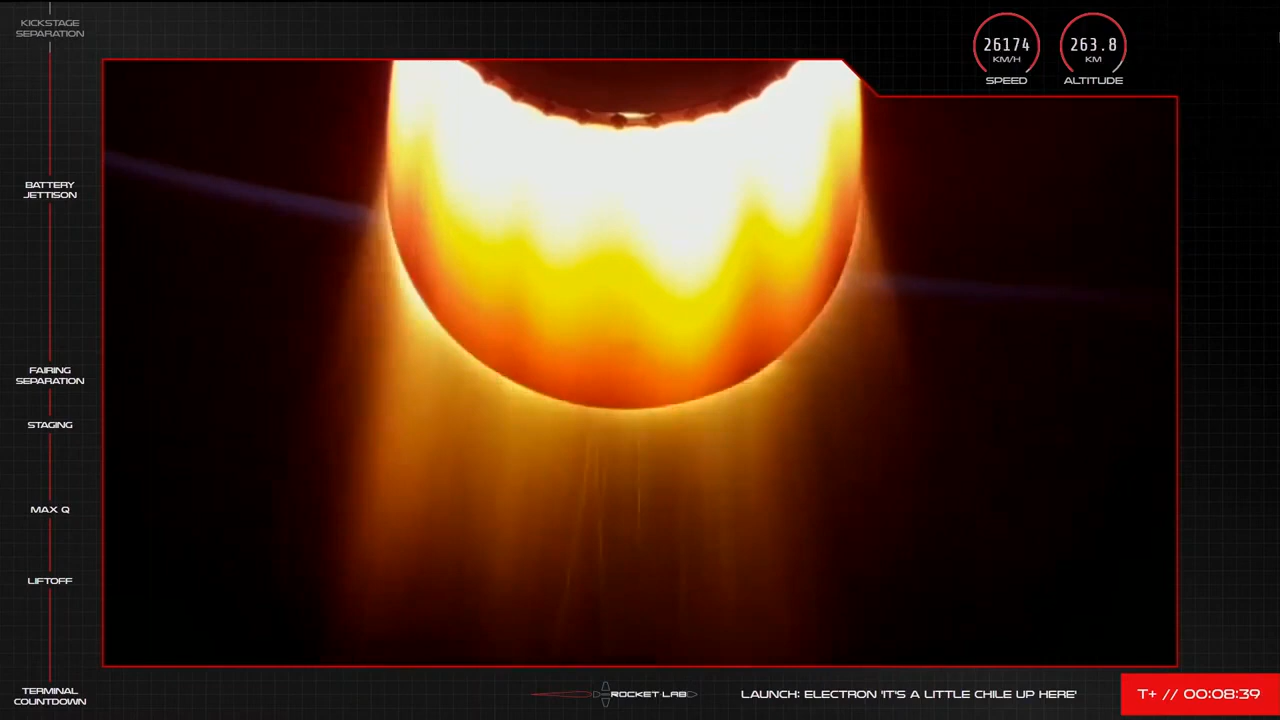 KICKSTAGE
SEPARATION
26174
KM/H
SPEED
263.8
KM
ALTITUDE
BATTERY
JETTISON
FAIRING
SEPARATION
STAGING
MAX Q
LIFTOFF
TERMINAL
COUNTDOWN
ROCKET LAB
LAUNCH: ELECTRON 'IT'S A LITTLE CHILE UP HERE'
T+ // 00:08:39